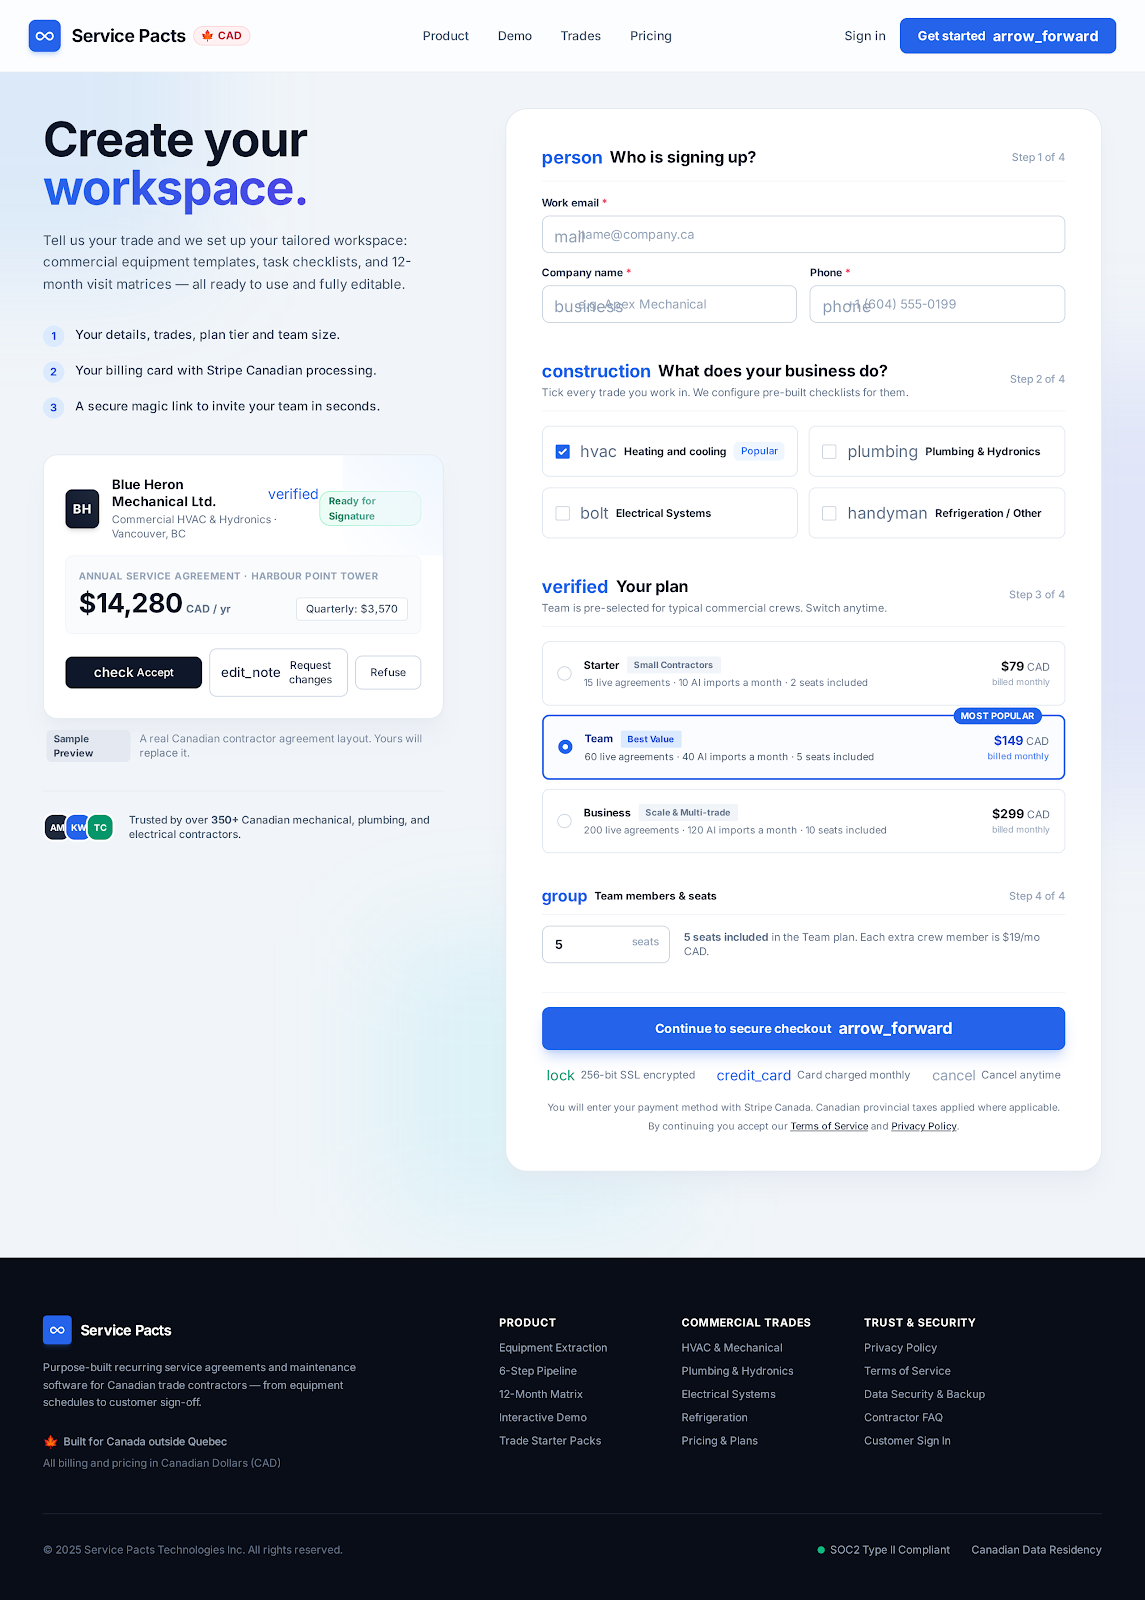 Service Pacts 🍁 CAD
Product Demo Trades Pricing
Sign in
Get started arrow_forward
Create your
workspace.
Tell us your trade and we set up your tailored workspace:
commercial equipment templates, task checklists, and 12-
month visit matrices — all ready to use and fully editable.
1 Your details, trades, plan tier and team size.
2 Your billing card with Stripe Canadian processing.
3 A secure magic link to invite your team in seconds.
BH
Blue Heron
Mechanical Ltd.
verified
Commercial HVAC & Hydronics ·
Vancouver, BC
Ready for
Signature
ANNUAL SERVICE AGREEMENT · HARBOUR POINT TOWER
$14,280 CAD / yr
Quarterly: $3,570
check Accept
edit_note Request
changes
Refuse
Sample
Preview
A real Canadian contractor agreement layout. Yours will
replace it.
AM KW TC
Trusted by over 350+ Canadian mechanical, plumbing, and
electrical contractors.
person Who is signing up?
Step 1 of 4
Work email *
mail name@company.ca
Company name *
business e.g. Apex Mechanical
Phone *
phone +1 (604) 555-0199
construction What does your business do?
Tick every trade you work in. We configure pre-built checklists for them.
Step 2 of 4
hvac Heating and cooling Popular
plumbing Plumbing & Hydronics
bolt Electrical Systems
handyman Refrigeration / Other
verified Your plan
Team is pre-selected for typical commercial crews. Switch anytime.
Step 3 of 4
Starter Small Contractors
15 live agreements · 10 AI imports a month · 2 seats included
$79 CAD
billed monthly
MOST POPULAR
Team Best Value
60 live agreements · 40 AI imports a month · 5 seats included
$149 CAD
billed monthly
Business Scale & Multi-trade
200 live agreements · 120 AI imports a month · 10 seats included
$299 CAD
billed monthly
group Team members & seats
Step 4 of 4
5 seats
5 seats included in the Team plan. Each extra crew member is $19/mo
CAD.
Continue to secure checkout arrow_forward
lock 256-bit SSL encrypted
credit_card Card charged monthly
cancel Cancel anytime
You will enter your payment method with Stripe Canada. Canadian provincial taxes applied where applicable.
By continuing you accept our Terms of Service and Privacy Policy.
Service Pacts
Purpose-built recurring service agreements and maintenance
software for Canadian trade contractors — from equipment
schedules to customer sign-off.
🍁 Built for Canada outside Quebec
All billing and pricing in Canadian Dollars (CAD)
PRODUCT
Equipment Extraction
6-Step Pipeline
12-Month Matrix
Interactive Demo
Trade Starter Packs
COMMERCIAL TRADES
HVAC & Mechanical
Plumbing & Hydronics
Electrical Systems
Refrigeration
Pricing & Plans
TRUST & SECURITY
Privacy Policy
Terms of Service
Data Security & Backup
Contractor FAQ
Customer Sign In
© 2025 Service Pacts Technologies Inc. All rights reserved.
SOC2 Type II Compliant
Canadian Data Residency